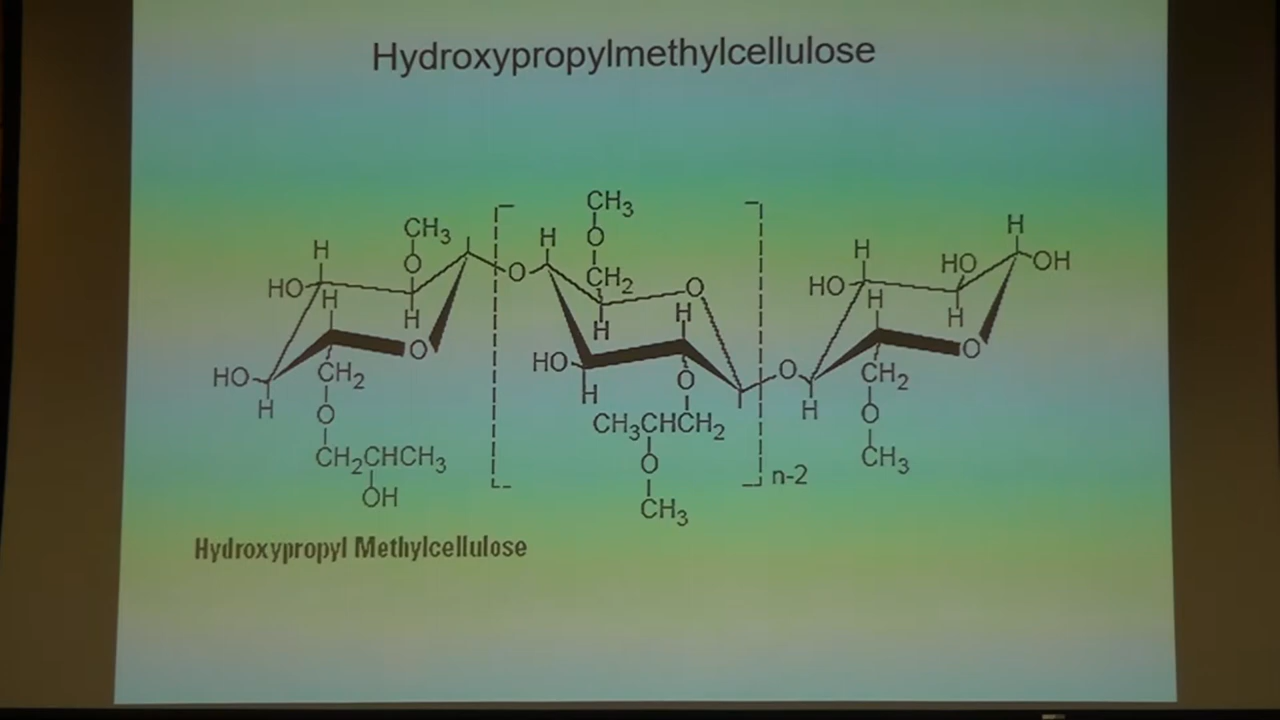 Hydroxypropylmethylcellulose
CH₃
O
CH₃
H
H
O
HO
H
H
O
H
CH₂
O
H
H
HO
H
HO
H
H
OH
HO
H
H
O
HO
CH₂
O
CH₂CHCH₃
OH
HO
H
O
CH₃CHCH₂
O
CH₃
n-2
O
H
O
CH₂
O
CH₃
H
Hydroxypropyl Methylcellulose